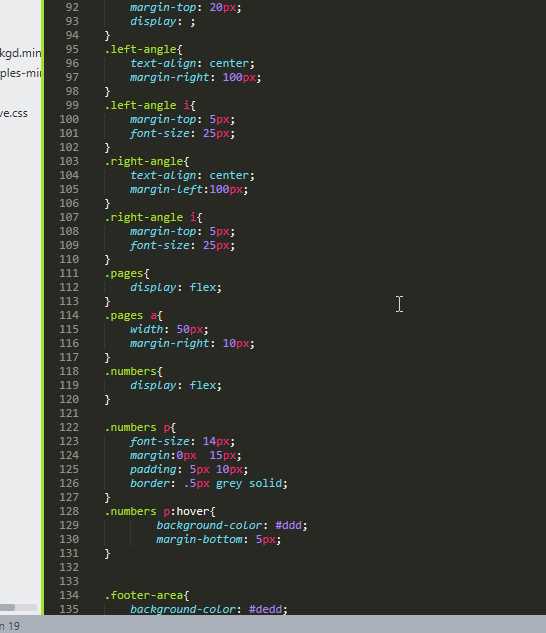 92 margin-top: 20px;
93 display: ;
94 }
95 .left-angle{
96 text-align: center;
97 margin-right: 100px;
98 }
99 .left-angle i{
100 margin-top: 5px;
101 font-size: 25px;
102 }
103 .right-angle{
104 text-align: center;
105 margin-left:100px;
106 }
107 .right-angle i{
108 margin-top: 5px;
109 font-size: 25px;
110 }
111 .pages{
112 display: flex;
113 }
114 .pages a{
115 width: 50px;
116 margin-right: 10px;
117 }
118 .numbers{
119 display: flex;
120 }
121
122 .numbers p{
123 font-size: 14px;
124 margin:0px  15px;
125 padding: 5px 10px;
126 border: .5px grey solid;
127 }
128 .numbers p:hover{
129 background-color: #ddd;
130 margin-bottom: 5px;
131 }
132
133
134 .footer-area{
135 background-color: #dedd;
kgd.min
ples-mi
ve.css
n 19